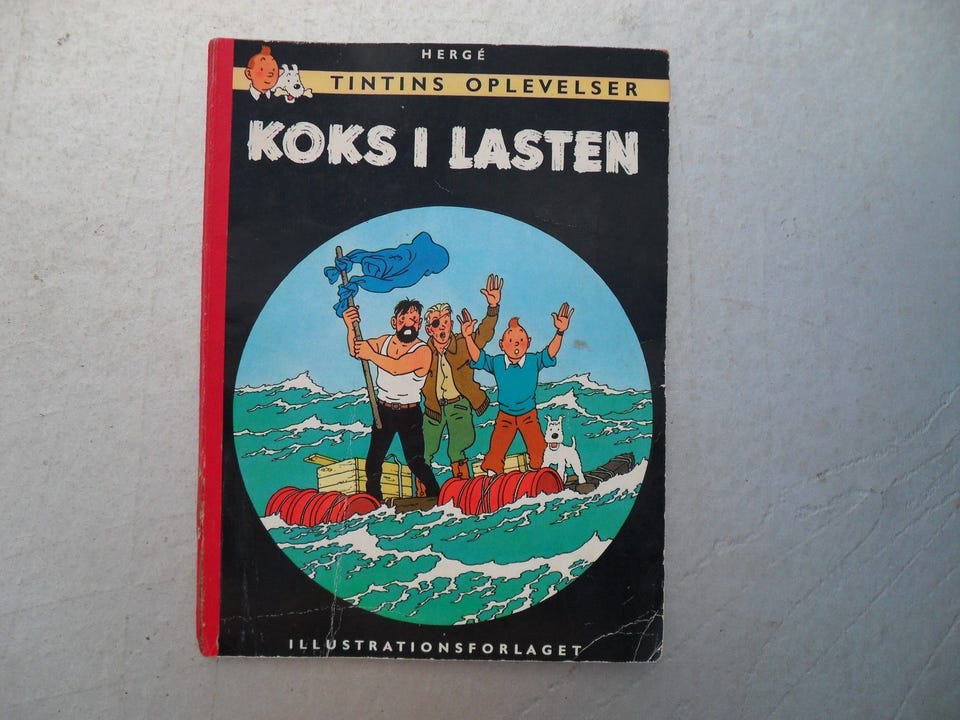 HERGÉ
TINTINS OPLEVELSER
KOKS I LASTEN
ILLUSTRATIONSFORLAGET